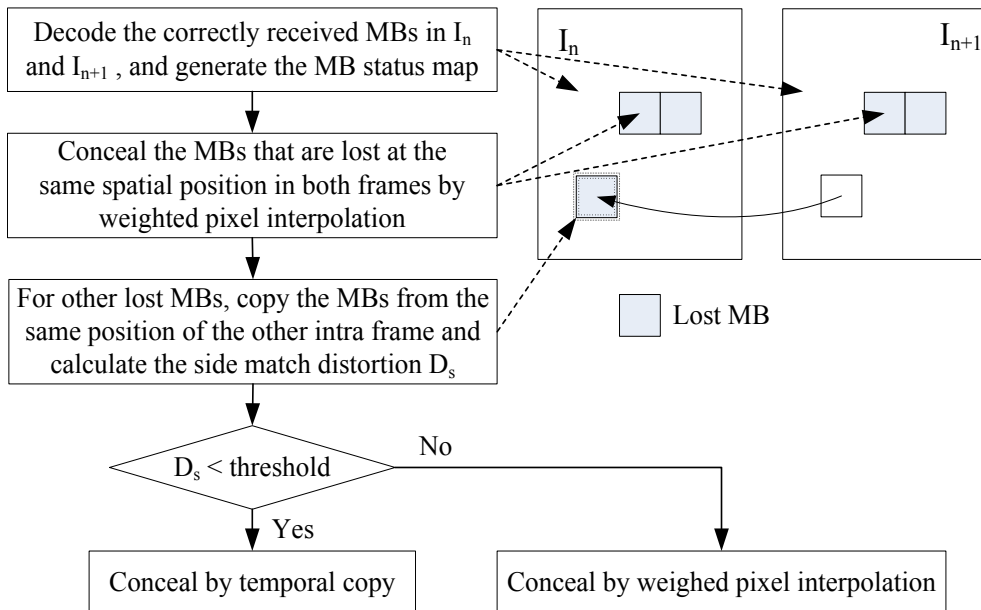 Decode the correctly received MBs in Iₙ
and Iₙ₊₁ , and generate the MB status map
Iₙ
Iₙ₊₁
Conceal the MBs that are lost at the
same spatial position in both frames by
weighted pixel interpolation
For other lost MBs, copy the MBs from the
same position of the other intra frame and
calculate the side match distortion Dₛ
Lost MB
Dₛ < threshold
No
Yes
Conceal by temporal copy
Conceal by weighed pixel interpolation